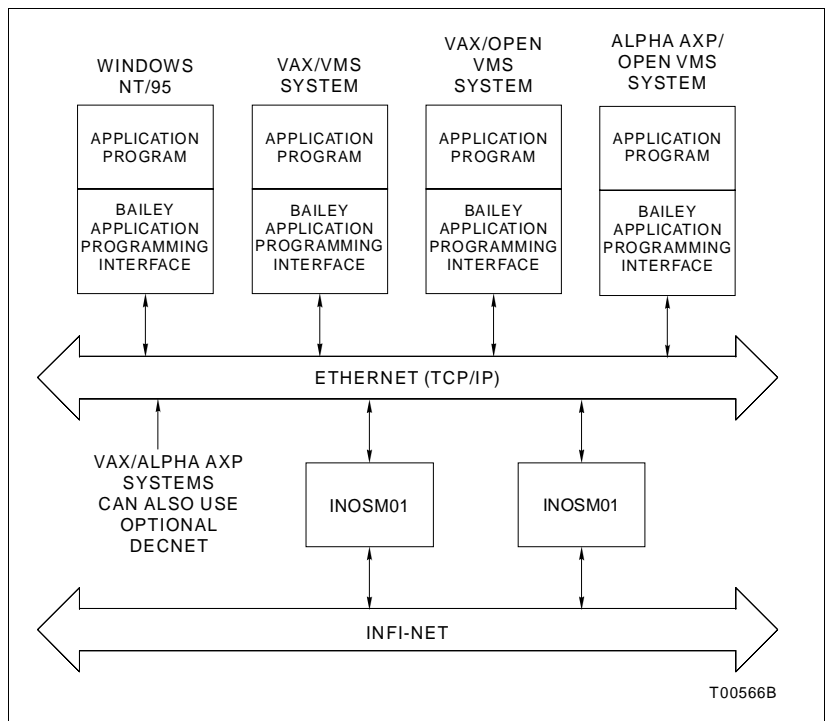 WINDOWS
NT/95
VAX/VMS
SYSTEM
VAX/OPEN
VMS
SYSTEM
ALPHA AXP/
OPEN VMS
SYSTEM
APPLICATION
PROGRAM
APPLICATION
PROGRAM
APPLICATION
PROGRAM
APPLICATION
PROGRAM
BAILEY
APPLICATION
PROGRAMMING
INTERFACE
BAILEY
APPLICATION
PROGRAMMING
INTERFACE
BAILEY
APPLICATION
PROGRAMMING
INTERFACE
BAILEY
APPLICATION
PROGRAMMING
INTERFACE
ETHERNET (TCP/IP)
VAX/ALPHA AXP
SYSTEMS
CAN ALSO USE
OPTIONAL
DECNET
INOSM01
INOSM01
INFI-NET
T00566B